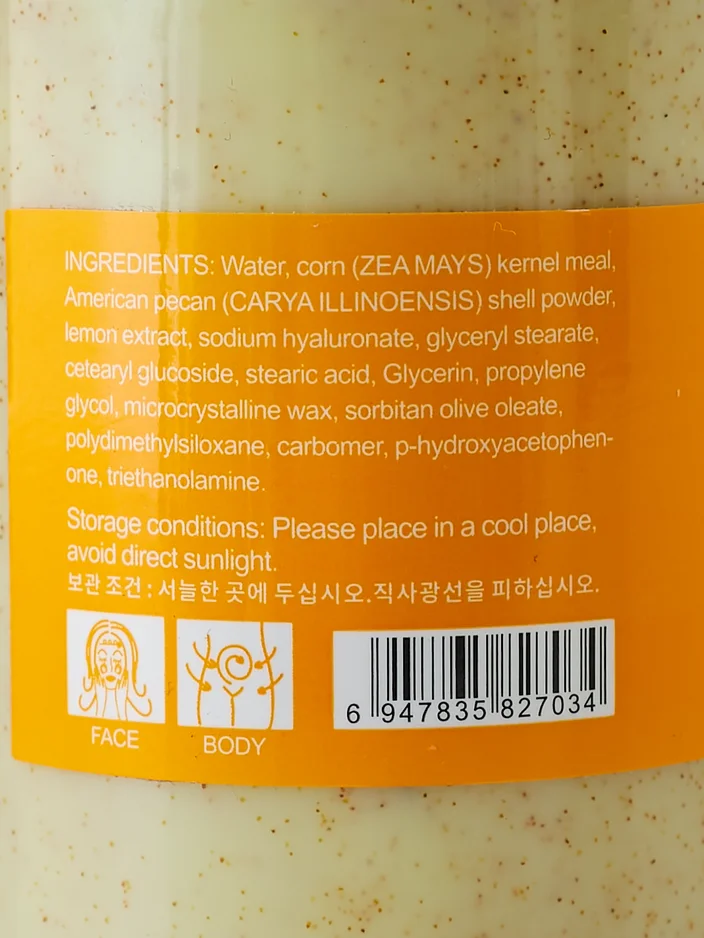 INGREDIENTS: Water, corn (ZEA MAYS) kernel meal,
American pecan (CARYA ILLINOENSIS) shell powder,
lemon extract, sodium hyaluronate, glyceryl stearate,
cetearyl glucoside, stearic acid, Glycerin, propylene
glycol, microcrystalline wax, sorbitan olive oleate,
polydimethylsiloxane, carbomer, p-hydroxyacetophen-
one, triethanolamine.
Storage conditions: Please place in a cool place,
avoid direct sunlight.
보관 조건 : 서늘한 곳에 두십시오.직사광선을 피하십시오.
FACE
BODY
6 947835 827034